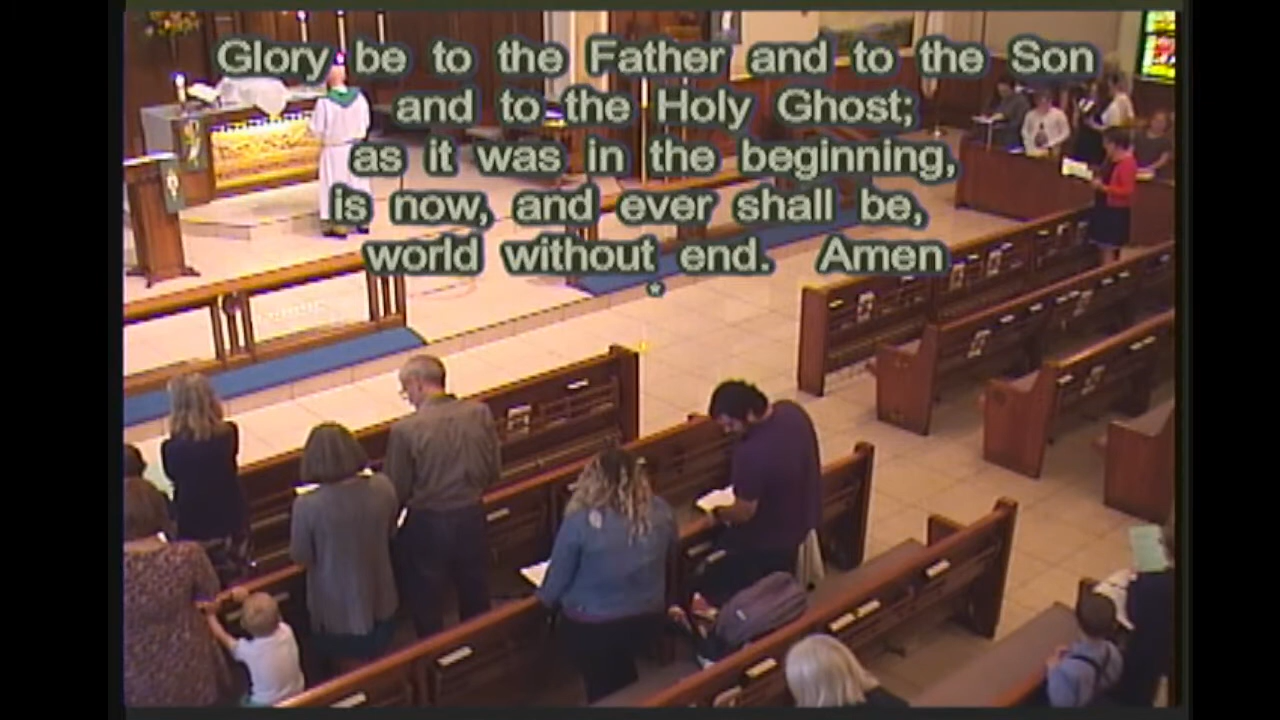 Glory be to the Father and to the Son
and to the Holy Ghost;
as it was in the beginning,
is now, and ever shall be,
world without end. Amen
*